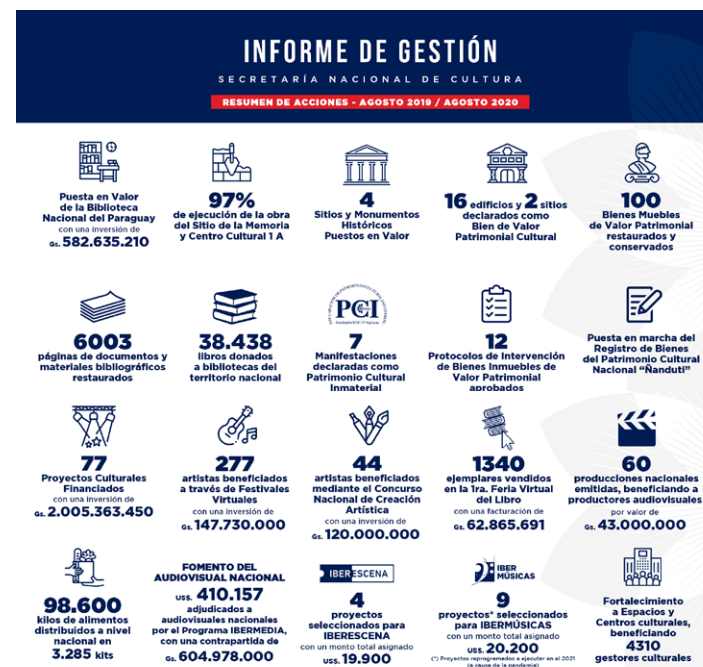 INFORME DE GESTIÓN
SECRETARÍA NACIONAL DE CULTURA
RESUMEN DE ACCIONES - AGOSTO 2019 / AGOSTO 2020
Puesta en Valor
de la Biblioteca
Nacional del Paraguay
con una inversión de
Gs. 582.635.210
97%
de ejecución de la obra
del Sitio de la Memoria
y Centro Cultural 1 A
4
Sitios y Monumentos
Históricos
Puestos en Valor
16 edificios y 2 sitios
declarados como
Bien de Valor
Patrimonial Cultural
100
Bienes Muebles
de Valor Patrimonial
restaurados y
conservados
6003
páginas de documentos y
materiales bibliográficos
restaurados
38.438
libros donados
a bibliotecas del
territorio nacional
PCI
7
Manifestaciones
declaradas como
Patrimonio Cultural
Inmaterial
12
Protocolos de Intervención
de Bienes Inmuebles de
Valor Patrimonial
aprobados
Puesta en marcha del
Registro de Bienes
del Patrimonio Cultural
Nacional “Ñanduti”
77
Proyectos Culturales
Financiados
con una inversión de
Gs. 2.005.363.450
277
artistas beneficiados
a través de Festivales
Virtuales
con una inversión de
Gs. 147.730.000
44
artistas beneficiados
mediante el Concurso
Nacional de Creación
Artística
con una inversión de
Gs. 120.000.000
1340
ejemplares vendidos
en la 1ra. Feria Virtual
del Libro
con una facturación de
Gs. 62.865.691
60
producciones nacionales
emitidas, beneficiando a
productores audiovisuales
por valor de
Gs. 43.000.000
98.600
kilos de alimentos
distribuidos a nivel
nacional en
3.285 kits
FOMENTO DEL
AUDIOVISUAL NACIONAL
US$. 410.157
adjudicados a
audiovisuales nacionales
por el Programa IBERMEDIA,
con una contrapartida de
Gs. 604.978.000
IBERESCENA
4
proyectos
seleccionados para
IBERESCENA
con un monto total asignado
US$. 19.900
IBER
MÚSICAS
9
proyectos* seleccionados
para IBERMÚSICAS
con un monto total asignado
US$. 20.200
(*) Proyectos reprogramados a ejecutar en el 2021
(a causa de la pandemia)
Fortalecimiento
a Espacios y
Centros culturales,
beneficiando
4310
gestores culturales